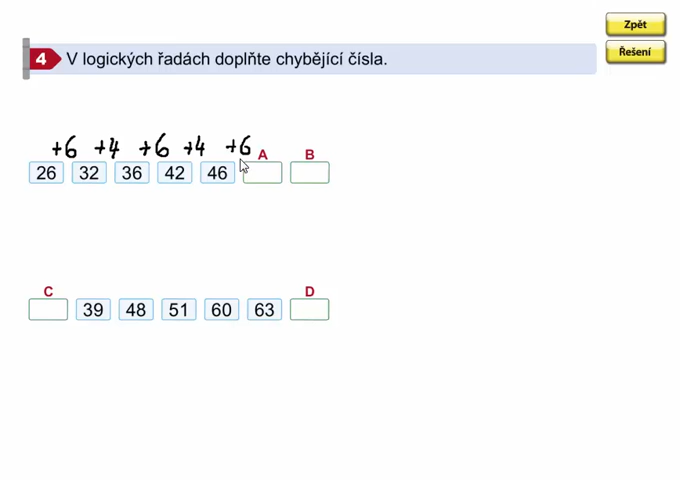 Zpět
Řešení
4 V logických řadách doplňte chybějící čísla.
+6 +4 +6 +4 +6
A B
26 32 36 42 46
C D
39 48 51 60 63